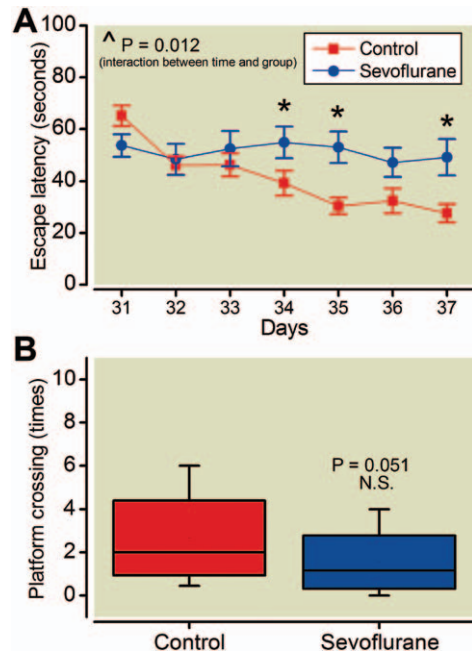 A
^ P = 0.012
(interaction between time and group)
Control
Sevoflurane
* * *
Escape latency (seconds)
100
80
60
40
20
0
31 32 33 34 35 36 37
Days
B
Platform crossing (times)
10
8
6
4
2
0
P = 0.051
N.S.
Control Sevoflurane